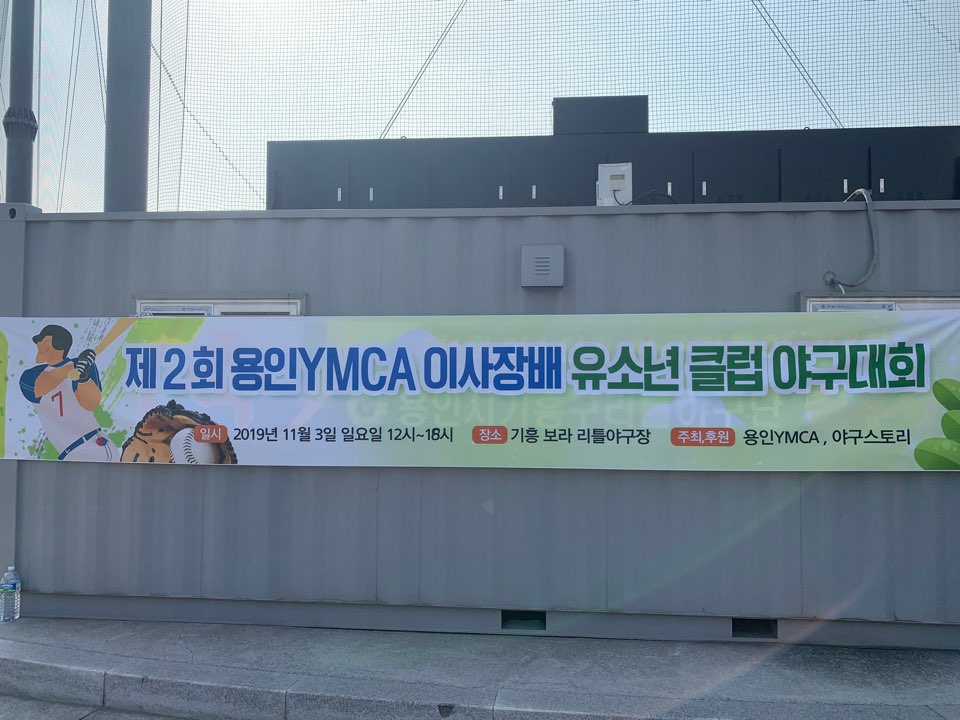 제2회 용인YMCA 이사장배 유소년 클럽 야구대회
일시 2019년 11월 3일 일요일 12시~18시 장소 기흥 보라 리틀야구장 주최,후원 용인YMCA , 야구스토리
7